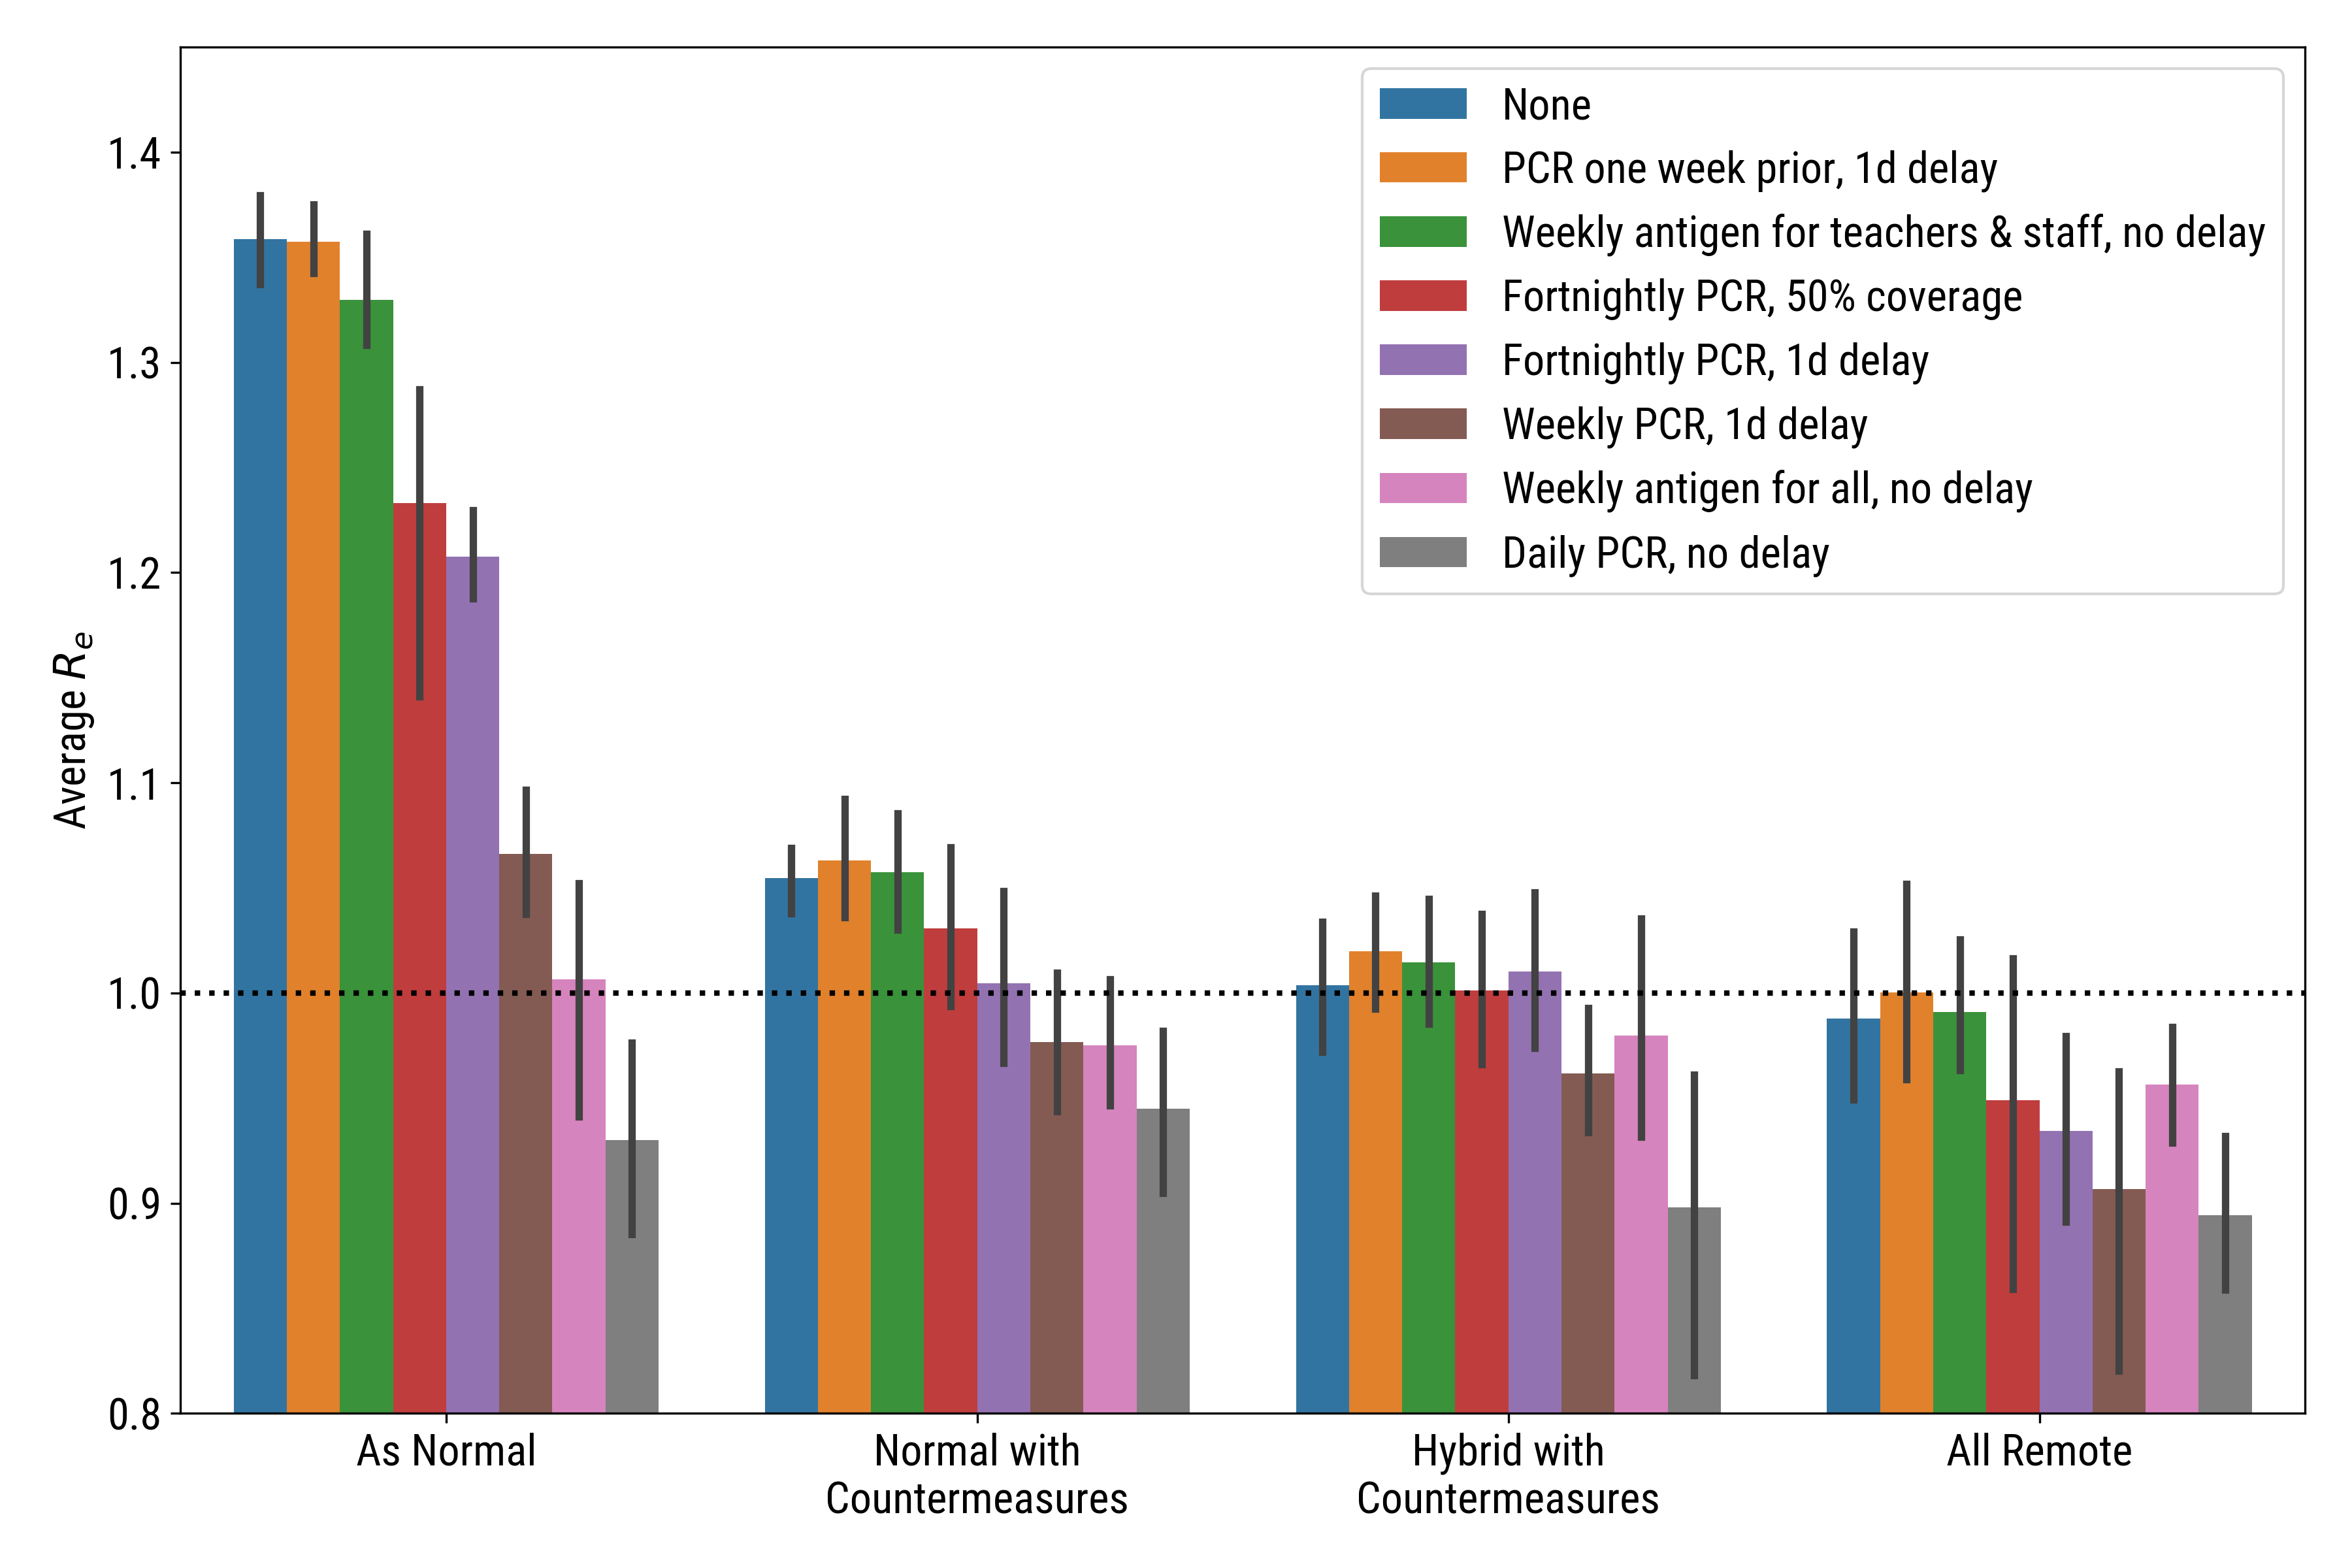 1.4
1.3
1.2
1.1
1.0
0.9
0.8
Average Rₑ
None
PCR one week prior, 1d delay
Weekly antigen for teachers & staff, no delay
Fortnightly PCR, 50% coverage
Fortnightly PCR, 1d delay
Weekly PCR, 1d delay
Weekly antigen for all, no delay
Daily PCR, no delay
As Normal
Normal with
Countermeasures
Hybrid with
Countermeasures
All Remote